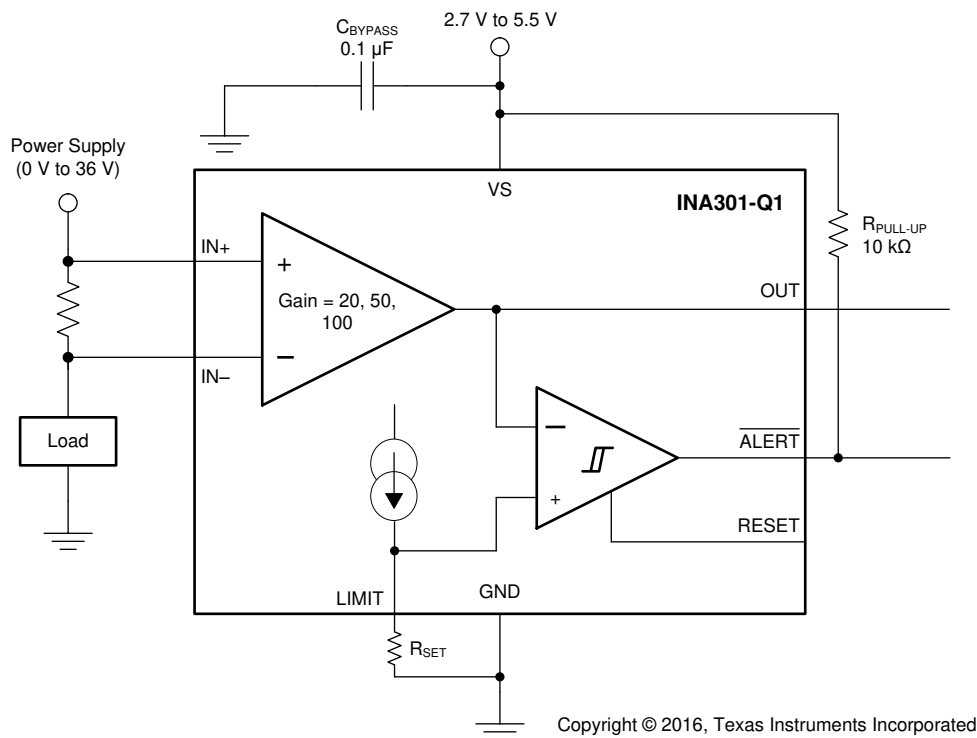 2.7 V to 5.5 V
CBYPASS
0.1 µF
Power Supply
(0 V to 36 V)
VS
INA301-Q1
RPULL-UP
10 kΩ
IN+
+
OUT
Gain = 20, 50,
100
−
IN−
Load
−
ALERT
+
RESET
LIMIT
GND
RSET
Copyright © 2016, Texas Instruments Incorporated